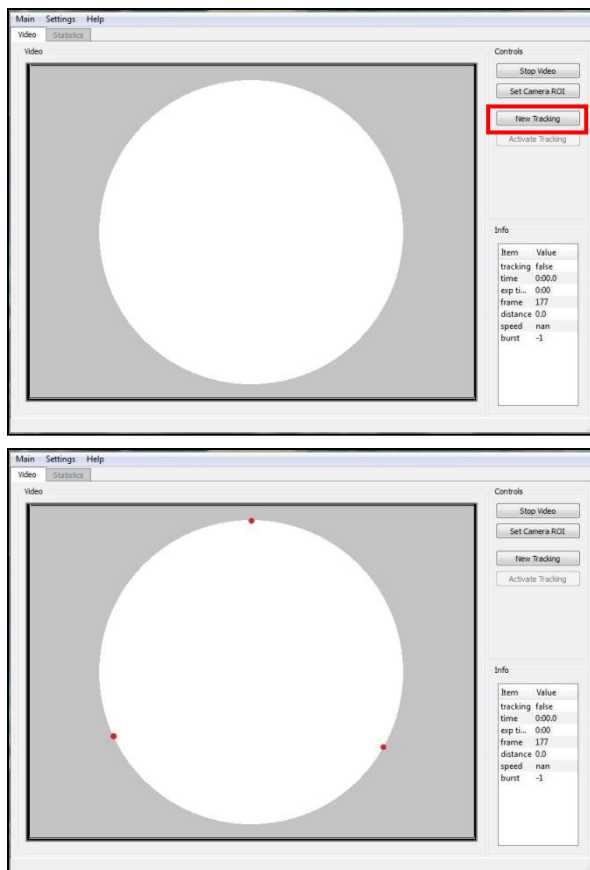 Main Settings Help
Video Statistics
Video
Controls
Stop Video
Set Camera ROI
New Tracking
Activate Tracking
Info
Item Value
tracking false
time 0:00.0
exp ti... 0:00
frame 177
distance 0.0
speed nan
burst -1
Main Settings Help
Video Statistics
Video
Controls
Stop Video
Set Camera ROI
New Tracking
Activate Tracking
Info
Item Value
tracking false
time 0:00.0
exp ti... 0:00
frame 177
distance 0.0
speed nan
burst -1